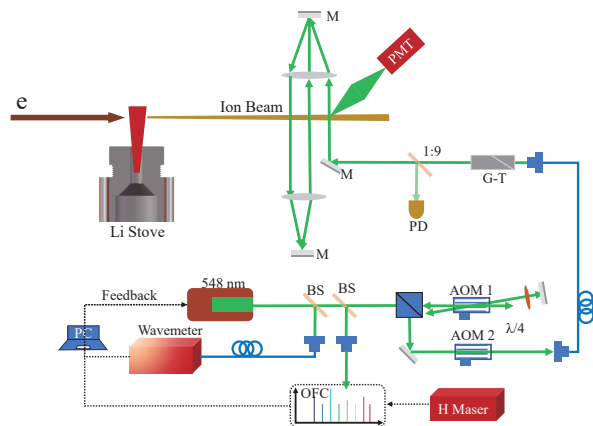 M
PMT
e
Ion Beam
1:9
M
G-T
PD
Li Stove
M
548 nm
BS
BS
AOM 1
Feedback
λ/4
PC
Wavemeter
AOM 2
OFC
H Maser